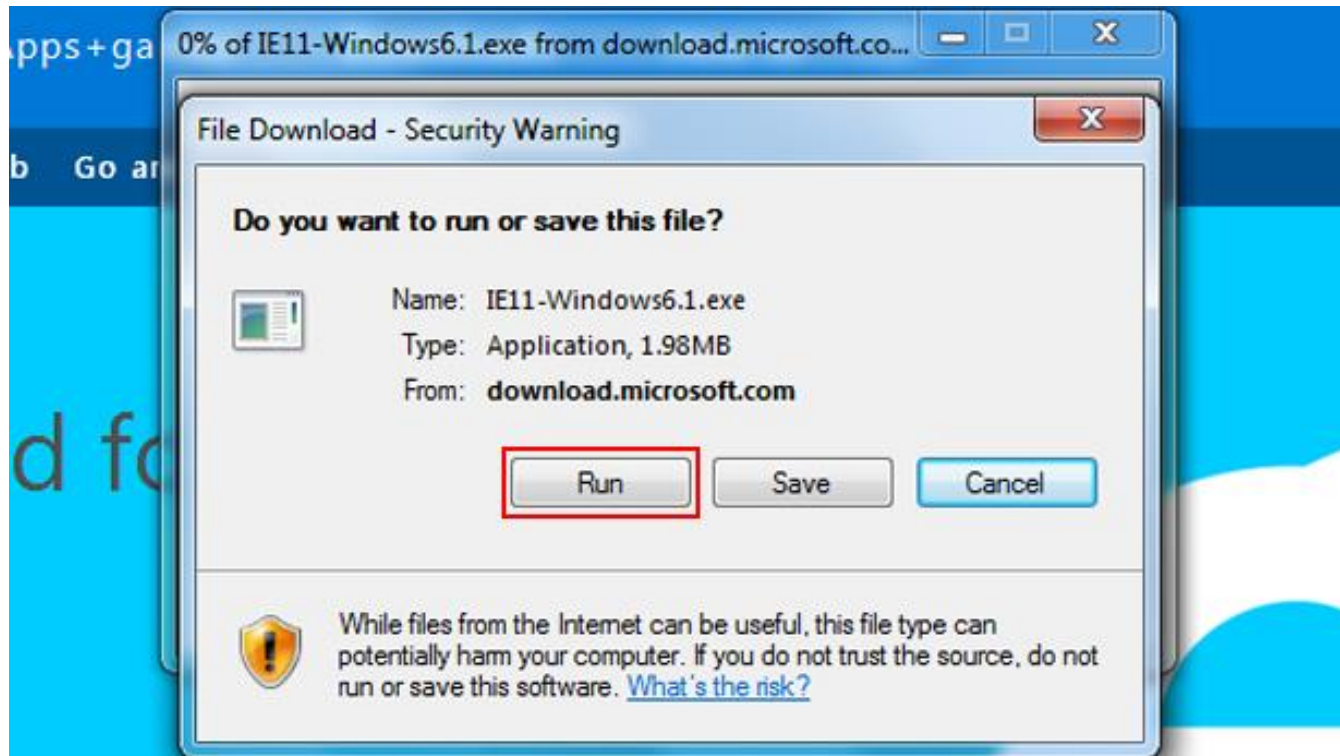 pps+ga
0% of IE11-Windows6.1.exe from download.microsoft.co...
File Download - Security Warning
b Go ar
Do you want to run or save this file?
Name: IE11-Windows6.1.exe
Type: Application, 1.98MB
From: download.microsoft.com
d fo
Run Save Cancel
While files from the Internet can be useful, this file type can
potentially harm your computer. If you do not trust the source, do not
run or save this software. What's the risk?